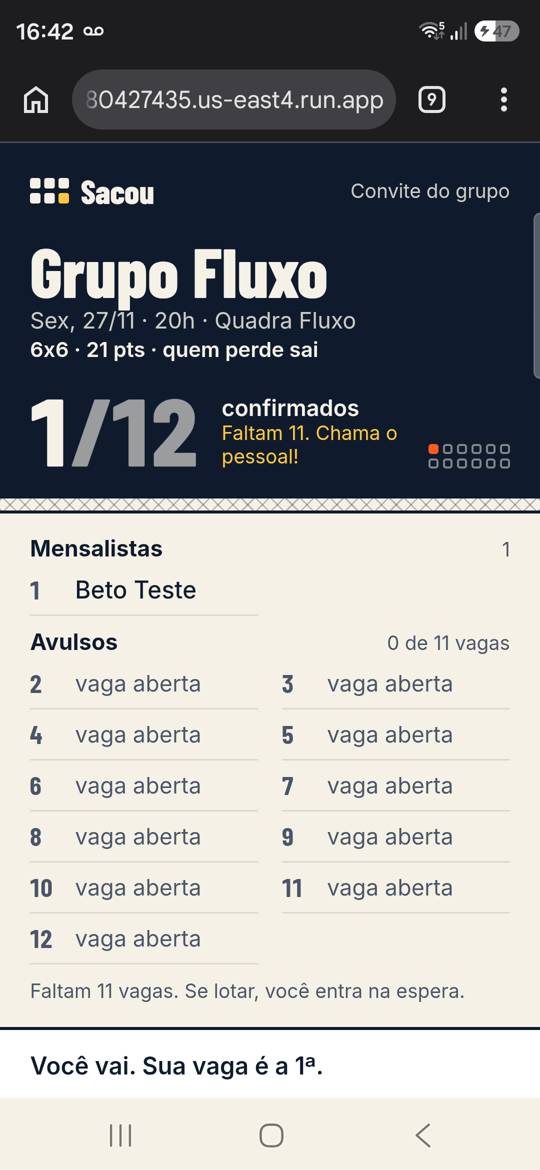 16:42
5
47
80427435.us-east4.run.app
9
Sacou
Convite do grupo
Grupo Fluxo
Sex, 27/11 · 20h · Quadra Fluxo
6x6 · 21 pts · quem perde sai
1/12
confirmados
Faltam 11. Chama o
pessoal!
Mensalistas 1
1 Beto Teste
Avulsos 0 de 11 vagas
2 vaga aberta 3 vaga aberta
4 vaga aberta 5 vaga aberta
6 vaga aberta 7 vaga aberta
8 vaga aberta 9 vaga aberta
10 vaga aberta 11 vaga aberta
12 vaga aberta
Faltam 11 vagas. Se lotar, você entra na espera.
Você vai. Sua vaga é a 1ª.